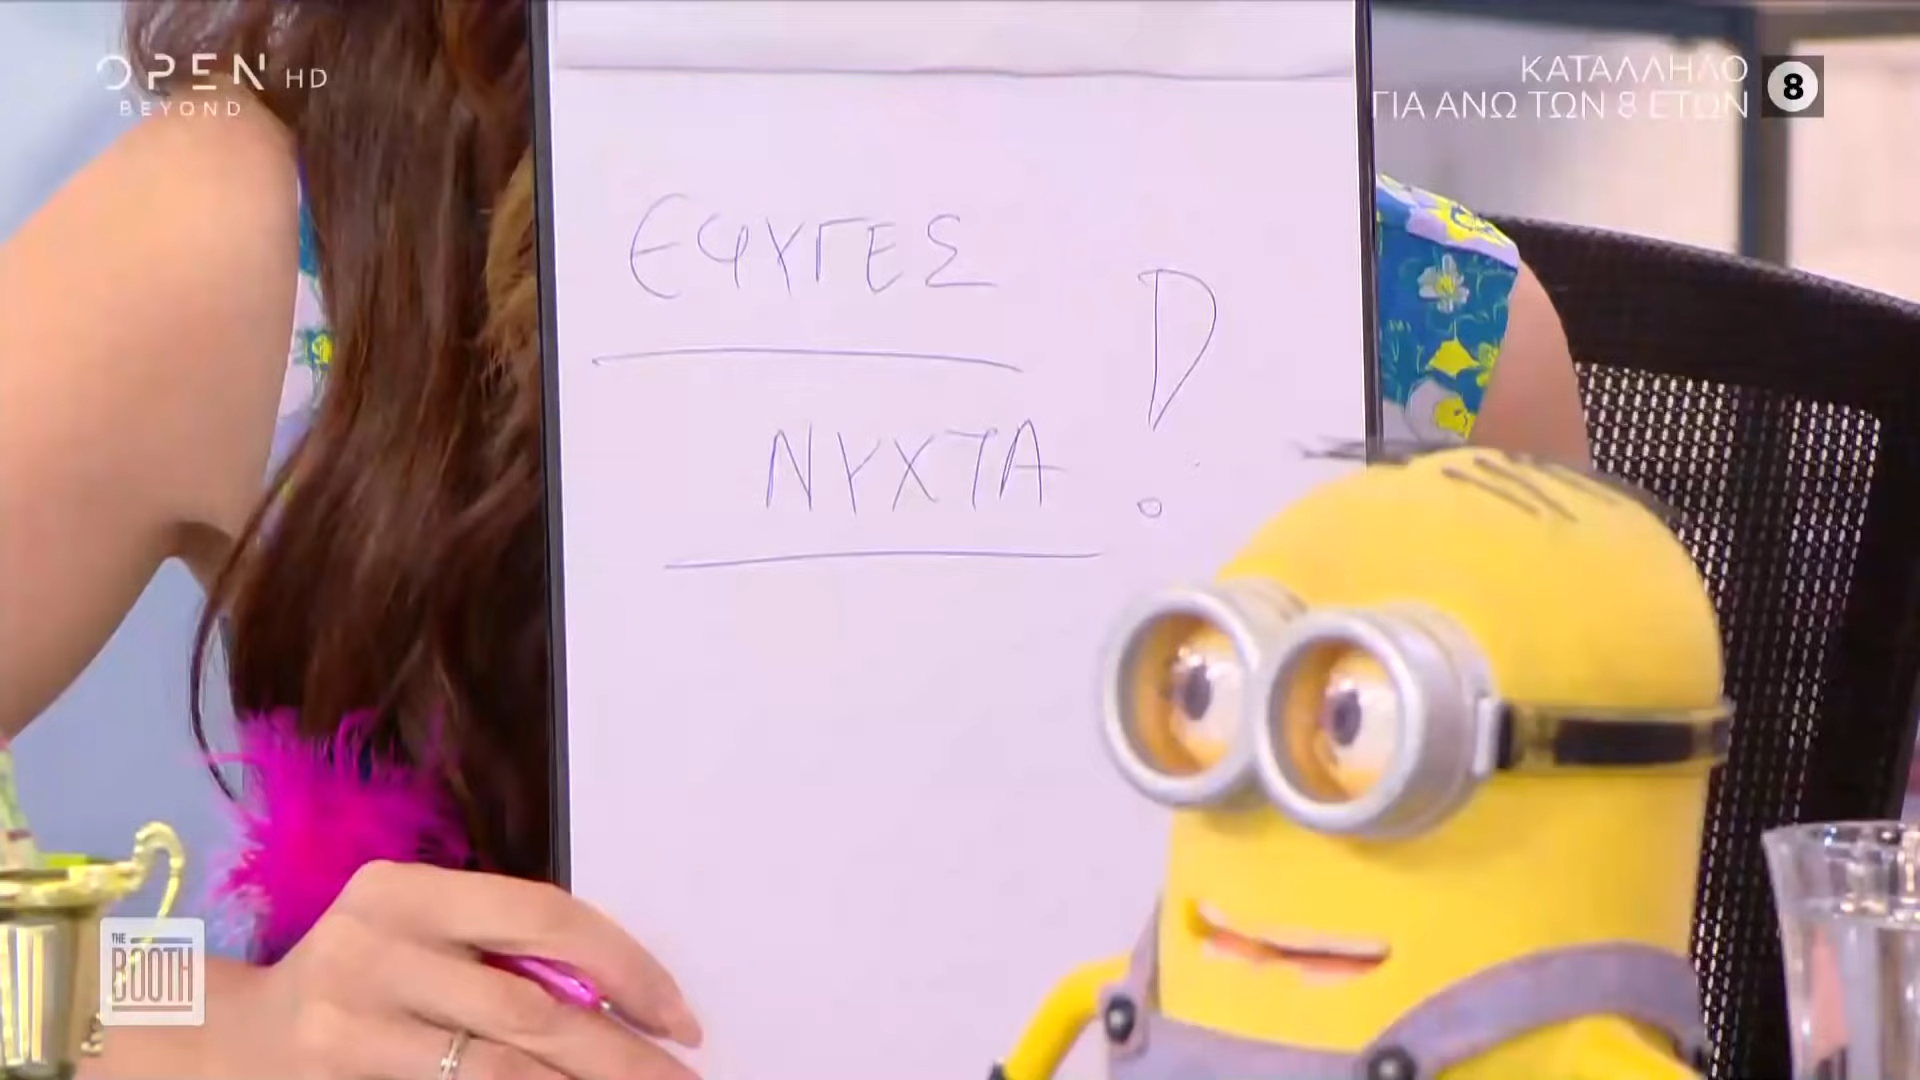 OPEN HD
BEYOND
ΚΑΤΑΛΛΗΛΟ
ΓΙΑ ΑΝΩ ΤΩΝ 8 ΕΤΩΝ
8
ΕΦΥΓΕΣ
ΝΥΧΤΑ!
THE
BOOTH